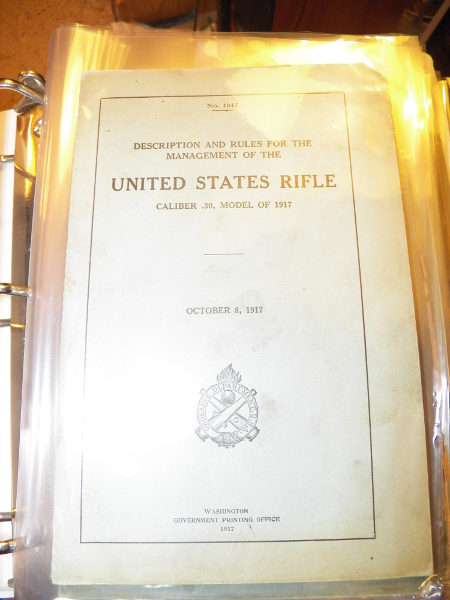 No. 1947
DESCRIPTION AND RULES FOR THE
MANAGEMENT OF THE
UNITED STATES RIFLE
CALIBER .30, MODEL OF 1917
OCTOBER 8, 1917
WASHINGTON
GOVERNMENT PRINTING OFFICE
1917